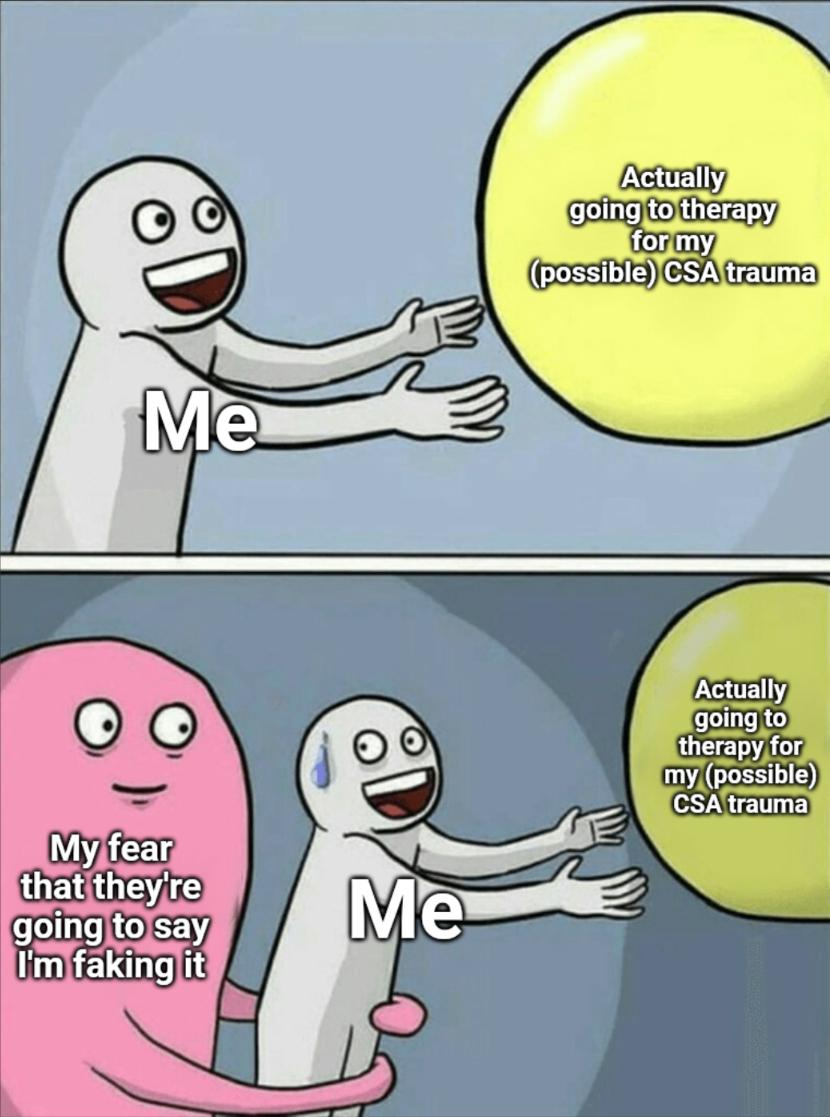 Actually
going to therapy
for my
(possible) CSA trauma
Me
Actually
going to
therapy for
my (possible)
CSA trauma
My fear
that they're
going to say
I'm faking it
Me